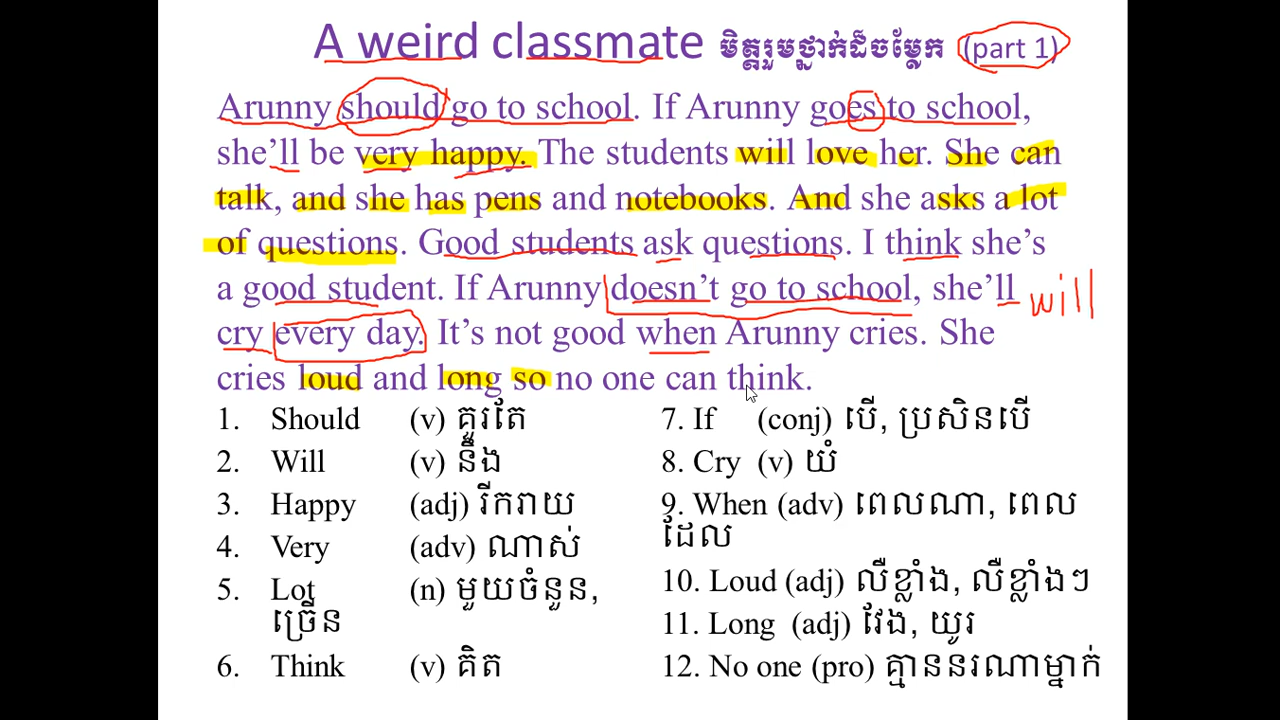 A weird classmate មិត្តរួមថ្នាក់ដ៏ចម្លែក (part 1)
Arunny should go to school. If Arunny goes to school,
she’ll be very happy. The students will love her. She can
talk, and she has pens and notebooks. And she asks a lot
of questions. Good students ask questions. I think she’s
a good student. If Arunny doesn’t go to school, she’ll will
cry every day. It’s not good when Arunny cries. She
cries loud and long so no one can think.
1. Should (v) គួរតែ
2. Will (v) នឹង
3. Happy (adj) រីករាយ
4. Very (adv) ណាស់
5. Lot (n) មួយចំនួន,
ច្រើន
6. Think (v) គិត
7. If (conj) បើ, ប្រសិនបើ
8. Cry (v) យំ
9. When (adv) ពេលណា, ពេល
ដែល
10. Loud (adj) លឺខ្លាំង, លឺខ្លាំងៗ
11. Long (adj) វែង, យូរ
12. No one (pro) គ្មាននរណាម្នាក់